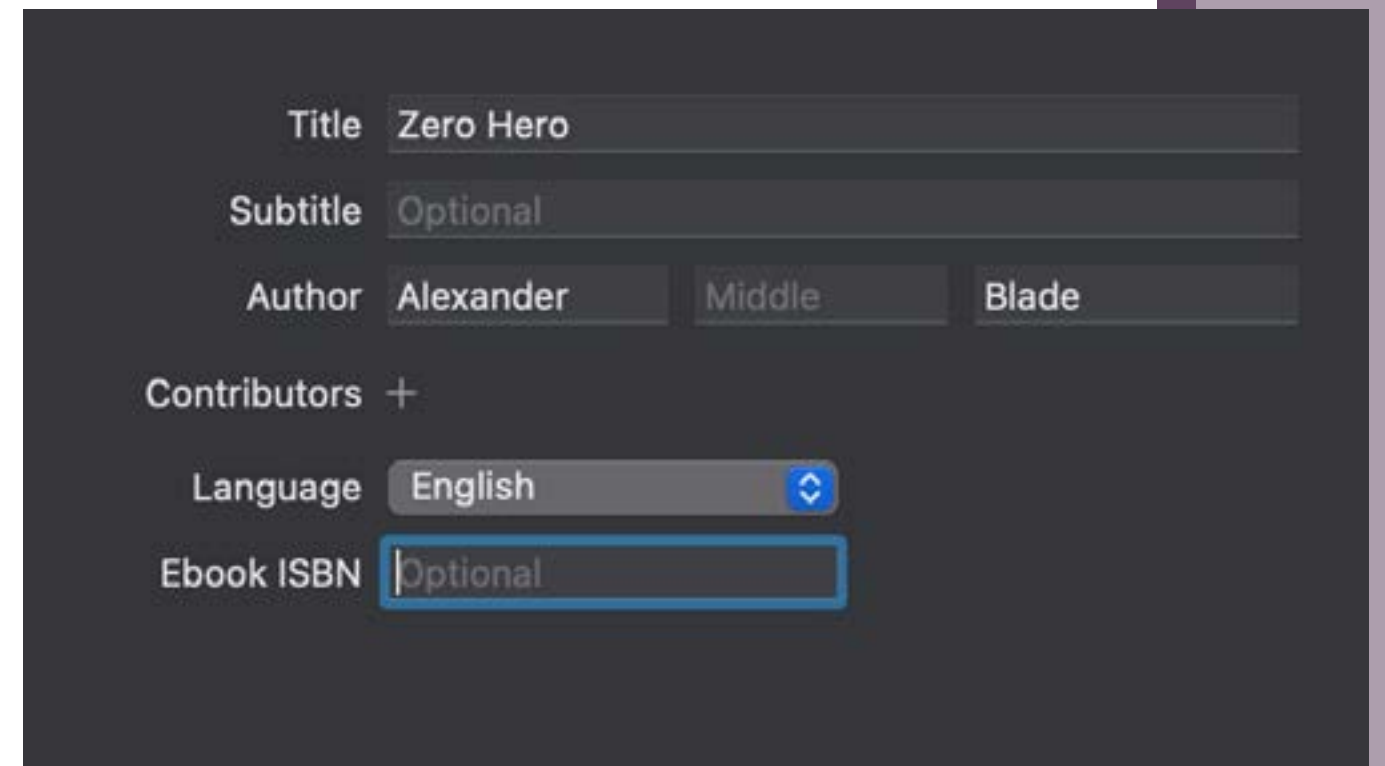 Title Zero Hero
Subtitle Optional
Author Alexander Middle Blade
Contributors +
Language English
Ebook ISBN Optional